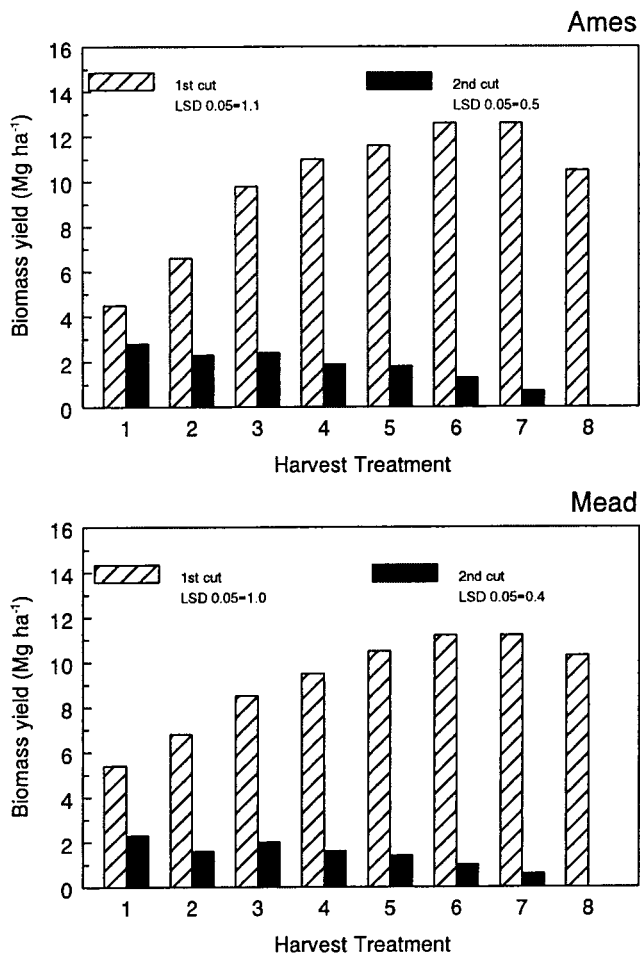 Ames
16
14
12
10
8
6
4
2
0
Biomass yield (Mg ha⁻¹)
1st cut
LSD 0.05=1.1
2nd cut
LSD 0.05=0.5
1 2 3 4 5 6 7 8
Harvest Treatment
Mead
16
14
12
10
8
6
4
2
0
Biomass yield (Mg ha⁻¹)
1st cut
LSD 0.05=1.0
2nd cut
LSD 0.05=0.4
1 2 3 4 5 6 7 8
Harvest Treatment